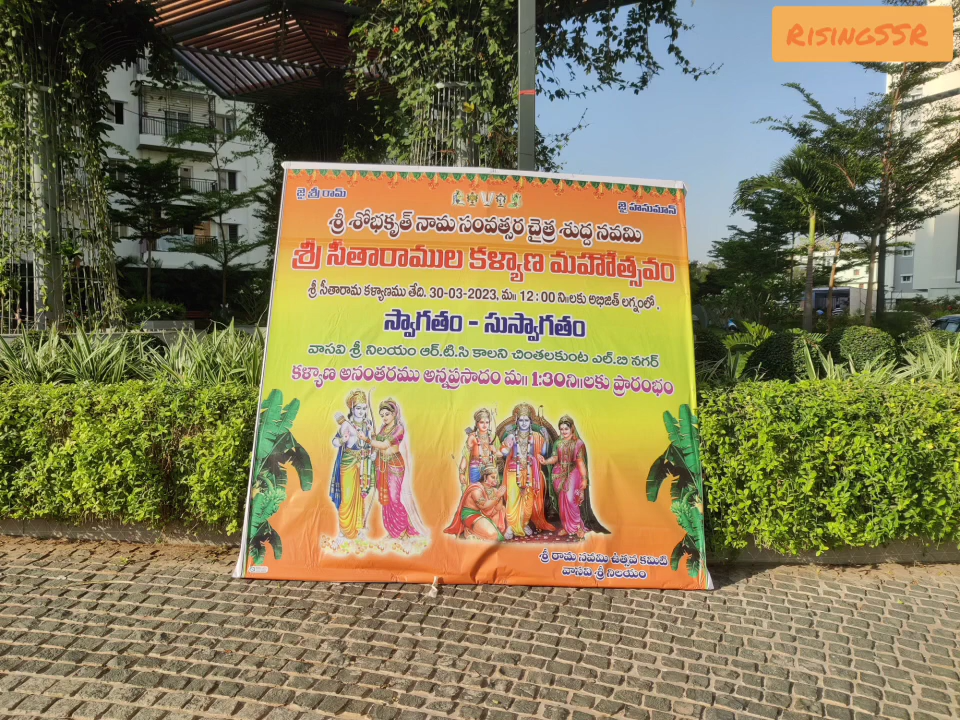 RisingSSR
జై శ్రీ రామ్
జై హనుమాన్
శ్రీ శోభకృత్ నామ సంవత్సర చైత్ర శుద్ద నవమి
శ్రీ సీతారాముల కళ్యాణ మహోత్సవం
శ్రీ సీతారామ కళ్యాణము తేది. 30-03-2023, మ॥ 12:00 ని॥లకు అభిజిత్ లగ్నంలో.
స్వాగతం - సుస్వాగతం
వాసవి శ్రీ నిలయం ఆర్.టి.సి కాలని చింతలకుంట ఎల్.బి నగర్
కళ్యాణ అనంతరము అన్నప్రసాదం మ॥ 1:30ని॥లకు ప్రారంభం
శ్రీ రామ నవమి ఉత్సవ కమిటి
వాసవి శ్రీ నిలయం